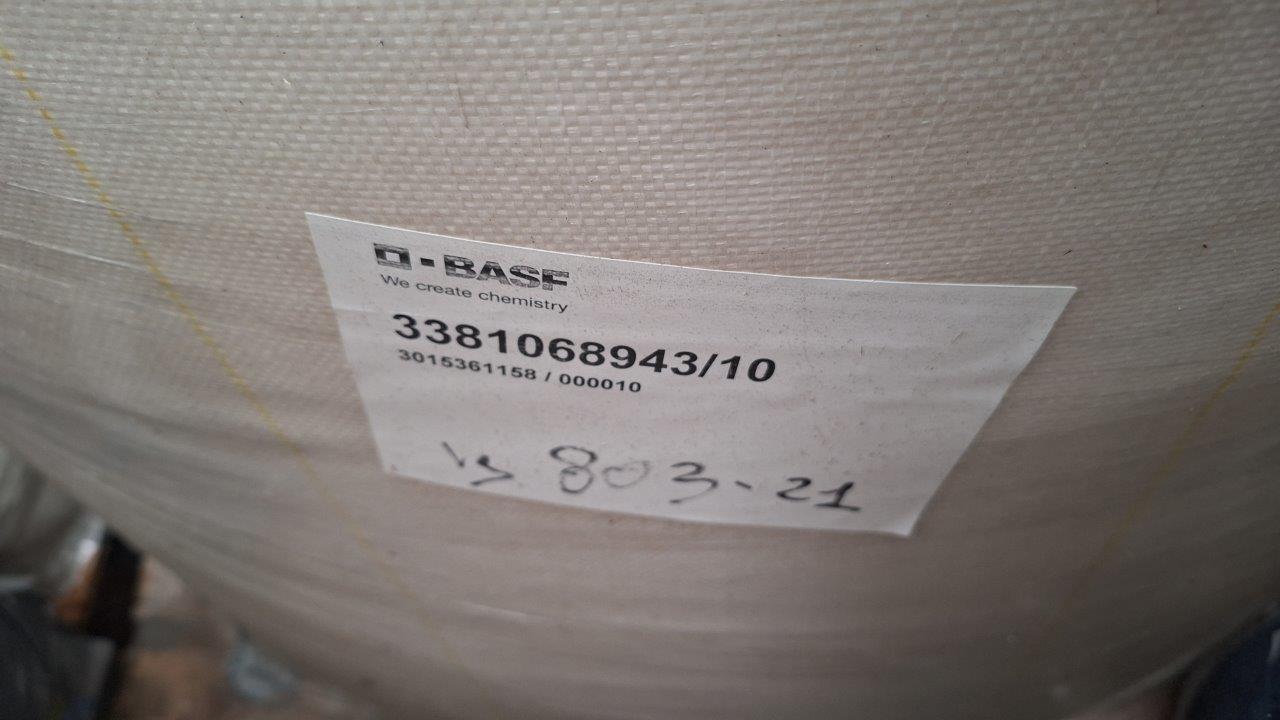 BASF
We create chemistry
3381068943/10
3015361158 / 000010
803-21